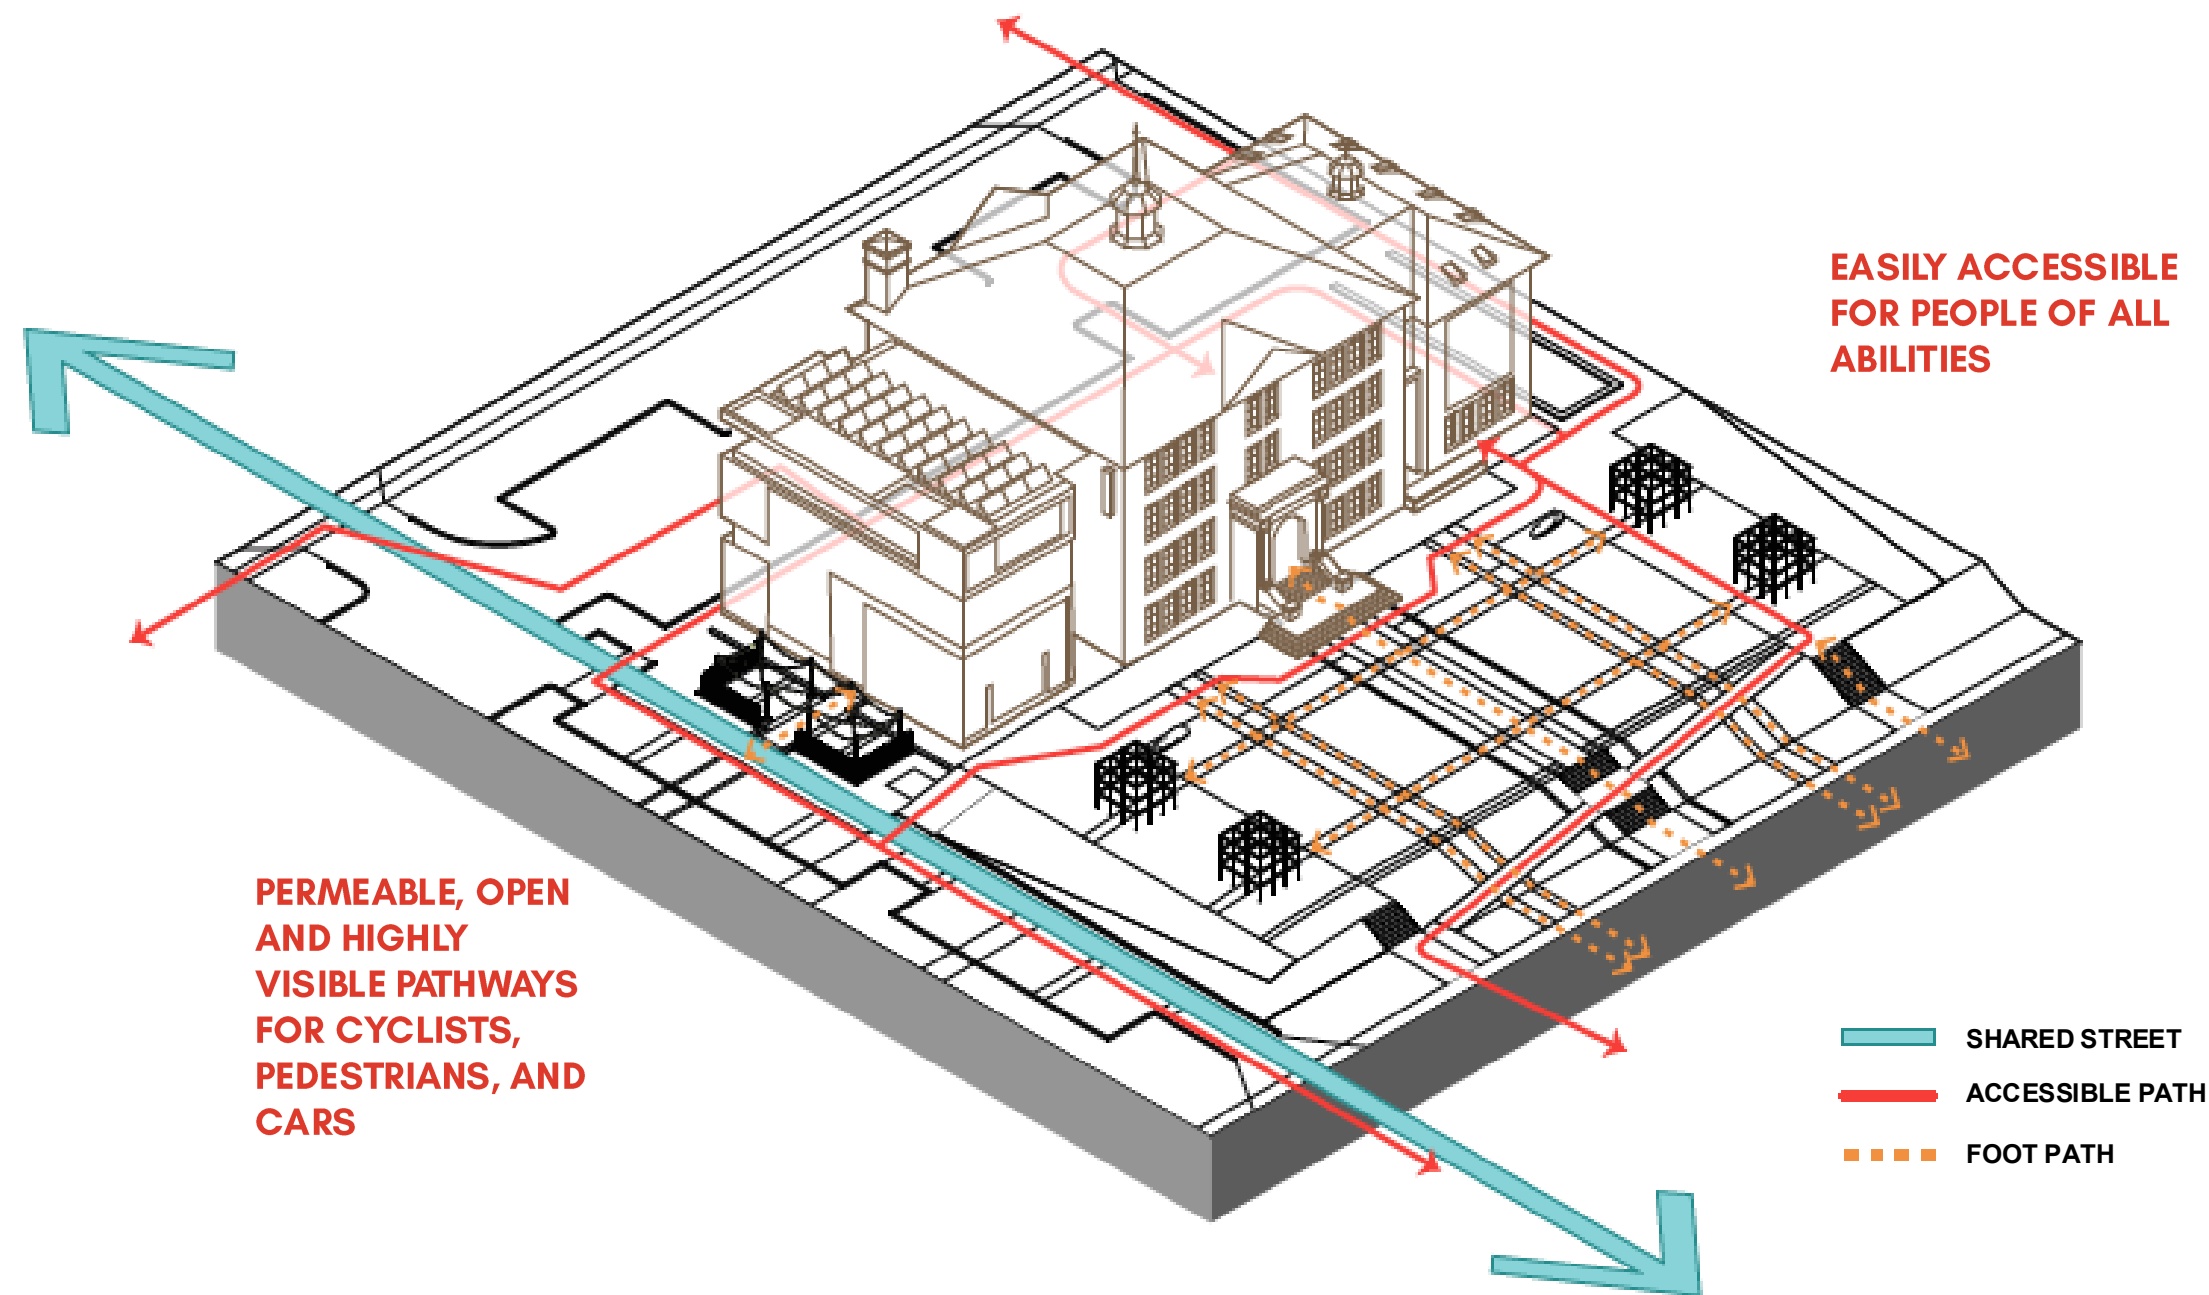 EASILY ACCESSIBLE
FOR PEOPLE OF ALL
ABILITIES
PERMEABLE, OPEN
AND HIGHLY
VISIBLE PATHWAYS
FOR CYCLISTS,
PEDESTRIANS, AND
CARS
SHARED STREET
ACCESSIBLE PATH
FOOT PATH